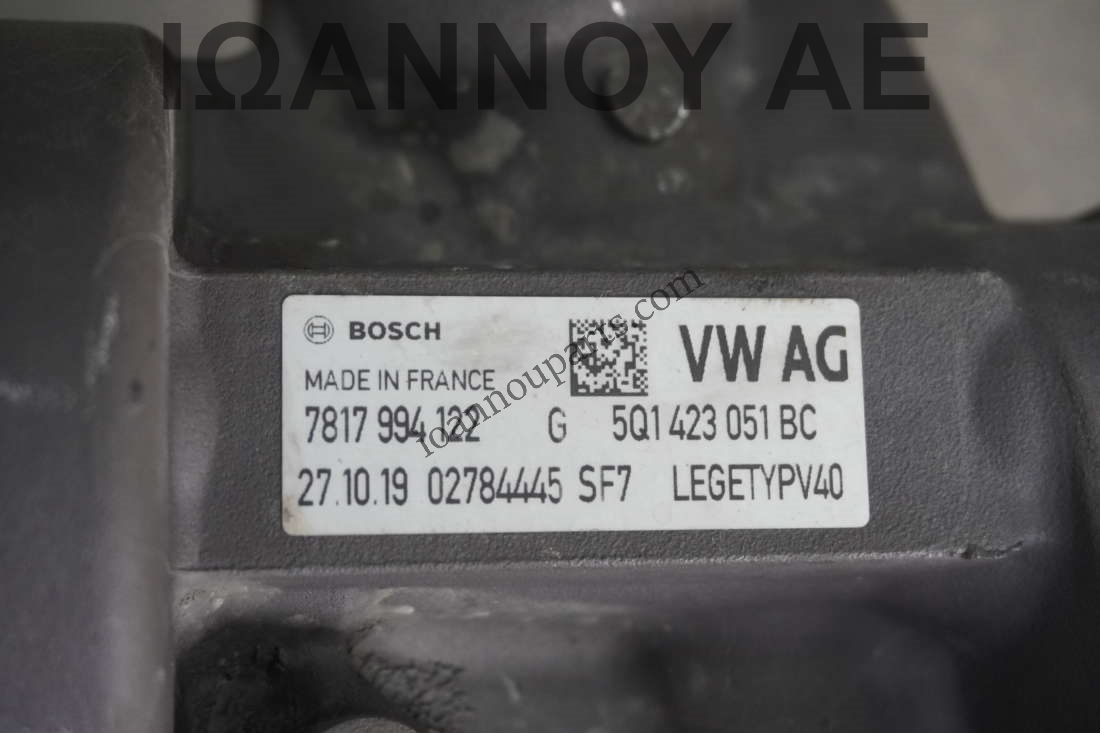 ΙΩΑΝΝΟΥ ΑΕ
BOSCH
VW AG
MADE IN FRANCE
7817 994 122 G 5Q1 423 051 BC
27.10.19 02784445 SF7 LEGETYPV40
ioannouparts.com